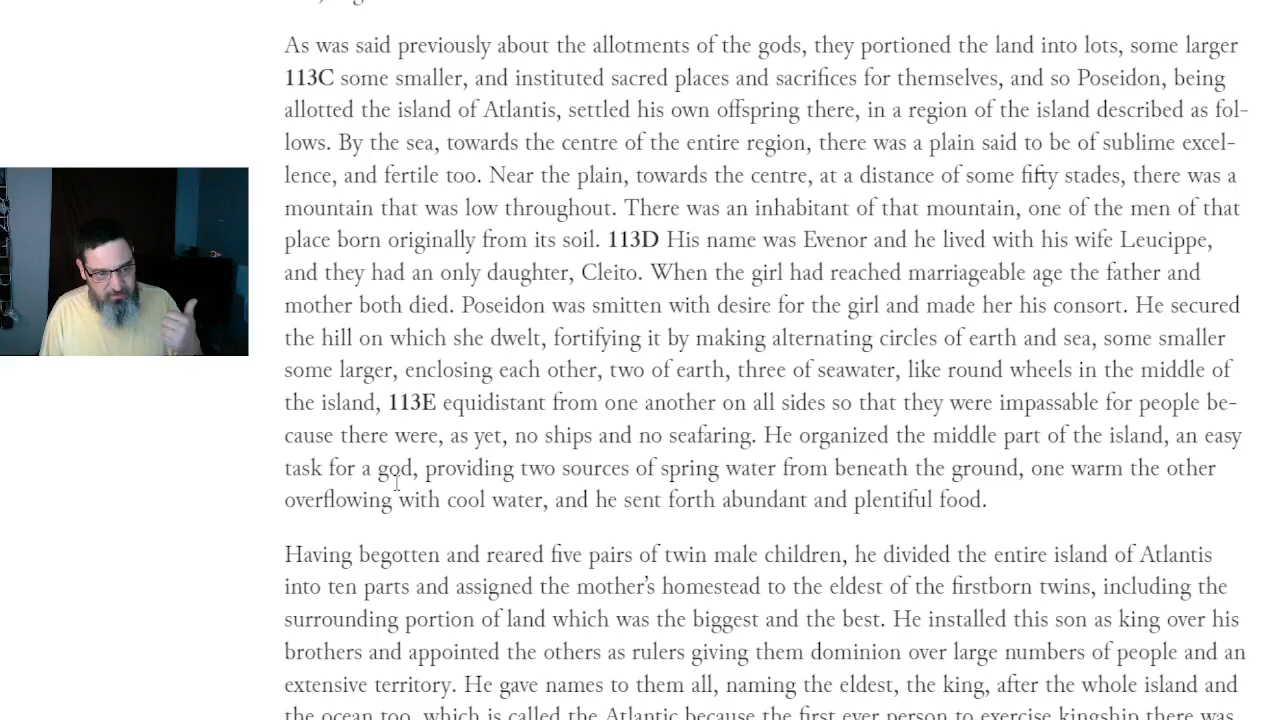 As was said previously about the allotments of the gods, they portioned the land into lots, some larger
113C some smaller, and instituted sacred places and sacrifices for themselves, and so Poseidon, being
allotted the island of Atlantis, settled his own offspring there, in a region of the island described as fol-
lows. By the sea, towards the centre of the entire region, there was a plain said to be of sublime excel-
lence, and fertile too. Near the plain, towards the centre, at a distance of some fifty stades, there was a
mountain that was low throughout. There was an inhabitant of that mountain, one of the men of that
place born originally from its soil. 113D His name was Evenor and he lived with his wife Leucippe,
and they had an only daughter, Cleito. When the girl had reached marriageable age the father and
mother both died. Poseidon was smitten with desire for the girl and made her his consort. He secured
the hill on which she dwelt, fortifying it by making alternating circles of earth and sea, some smaller
some larger, enclosing each other, two of earth, three of seawater, like round wheels in the middle of
the island, 113E equidistant from one another on all sides so that they were impassable for people be-
cause there were, as yet, no ships and no seafaring. He organized the middle part of the island, an easy
task for a god, providing two sources of spring water from beneath the ground, one warm the other
overflowing with cool water, and he sent forth abundant and plentiful food.
Having begotten and reared five pairs of twin male children, he divided the entire island of Atlantis
into ten parts and assigned the mother's homestead to the eldest of the firstborn twins, including the
surrounding portion of land which was the biggest and the best. He installed this son as king over his
brothers and appointed the others as rulers giving them dominion over large numbers of people and an
extensive territory. He gave names to them all, naming the eldest, the king, after the whole island and
the ocean too, which is called the Atlantic because the first ever person to exercise kingship there was